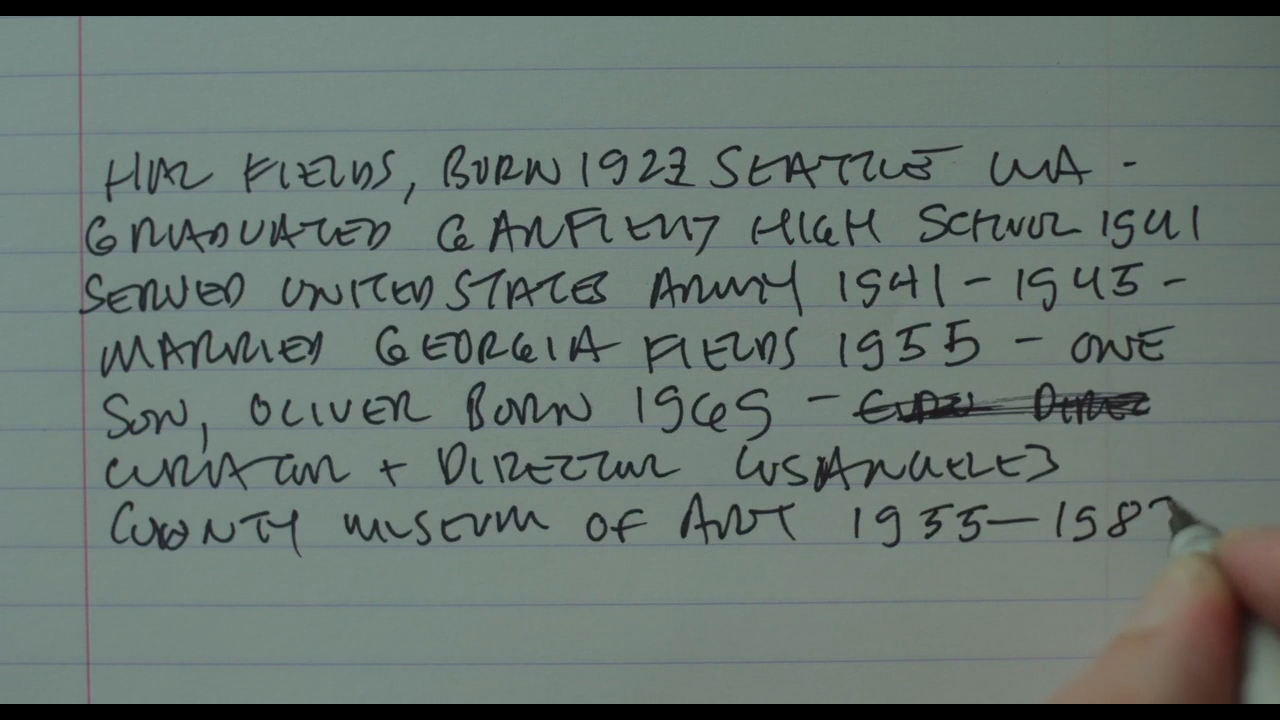 HAL FIELDS, BORN 1922 SEATTLE WA -
GRADUATED GARFIELD HIGH SCHOOL 1941
SERVED UNITED STATES ARMY 1941 - 1945 -
MARRIED GEORGIA FIELDS 1955 - ONE
SON, OLIVER BORN 1965 -
CURATOR + DIRECTOR LOS ANGELES
COUNTY MUSEUM OF ART 1955 - 198